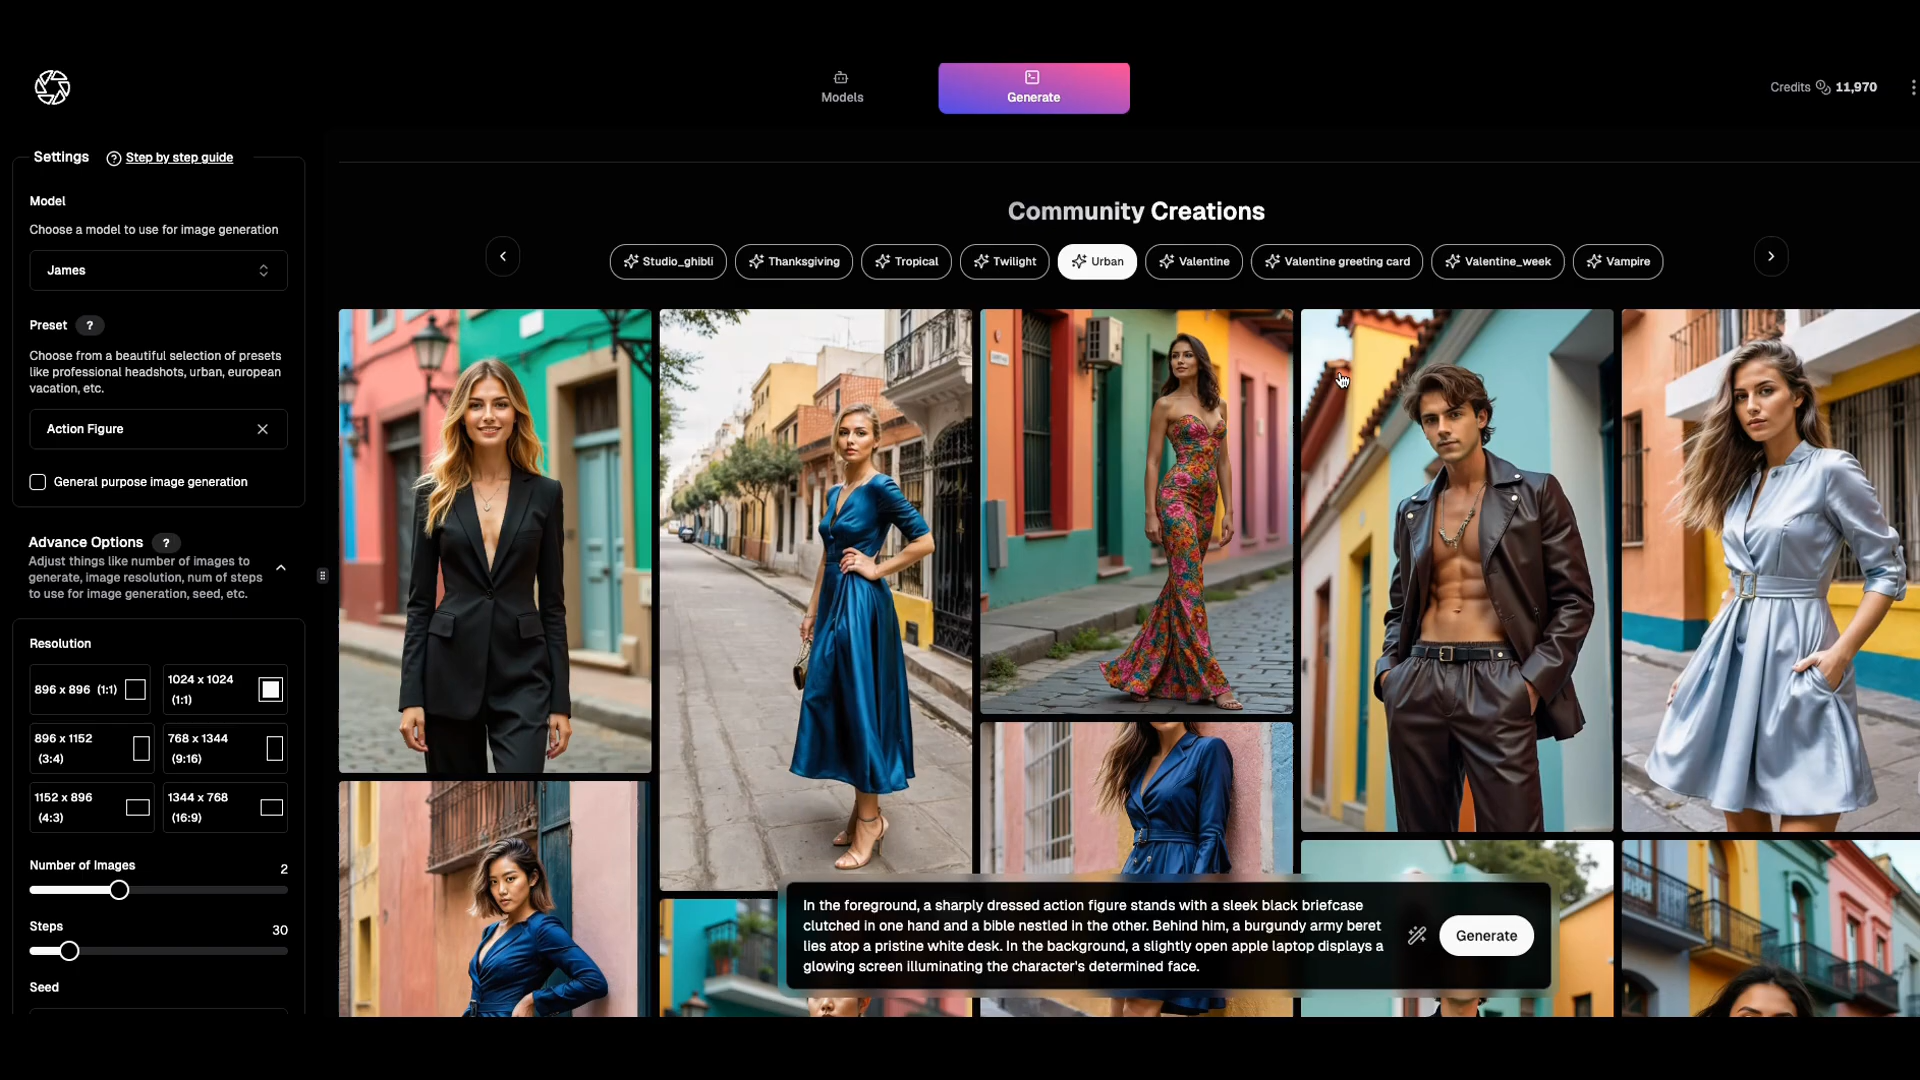 Models
Generate
Credits 11,970
Settings
? Step by step guide
Model
Choose a model to use for image generation
James
Preset ?
Choose from a beautiful selection of presets
like professional headshots, urban, european
vacation, etc.
Action Figure
General purpose image generation
Advance Options ?
Adjust things like number of images to
generate, image resolution, num of steps
to use for image generation, seed, etc.
Resolution
896 x 896 (1:1)
1024 x 1024
(1:1)
896 x 1152
(3:4)
768 x 1344
(9:16)
1152 x 896
(4:3)
1344 x 768
(16:9)
Number of Images 2
Steps 30
Seed
Community Creations
Studio_ghibli
Thanksgiving
Tropical
Twilight
Urban
Valentine
Valentine greeting card
Valentine_week
Vampire
In the foreground, a sharply dressed action figure stands with a sleek black briefcase
clutched in one hand and a bible nestled in the other. Behind him, a burgundy army beret
lies atop a pristine white desk. In the background, a slightly open apple laptop displays a
glowing screen illuminating the character's determined face.
Generate